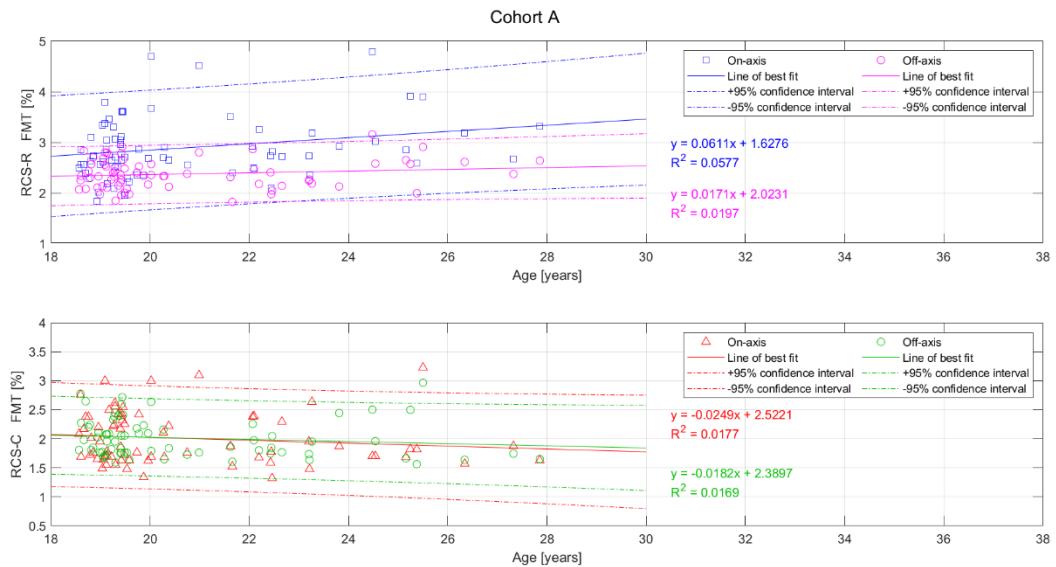 Cohort A
5
4
3
2
1
RCS-R FMT [%]
18 20 22 24 26 28 30 32 34 36 38
Age [years]
On-axis Off-axis
Line of best fit Line of best fit
+95% confidence interval +95% confidence interval
-95% confidence interval -95% confidence interval
y = 0.0611x + 1.6276
R² = 0.0577
y = 0.0171x + 2.0231
R² = 0.0197
4
3.5
3
2.5
2
1.5
1
0.5
RCS-C FMT [%]
18 20 22 24 26 28 30 32 34 36 38
Age [years]
On-axis Off-axis
Line of best fit Line of best fit
+95% confidence interval +95% confidence interval
-95% confidence interval -95% confidence interval
y = -0.0249x + 2.5221
R² = 0.0177
y = -0.0182x + 2.3897
R² = 0.0169